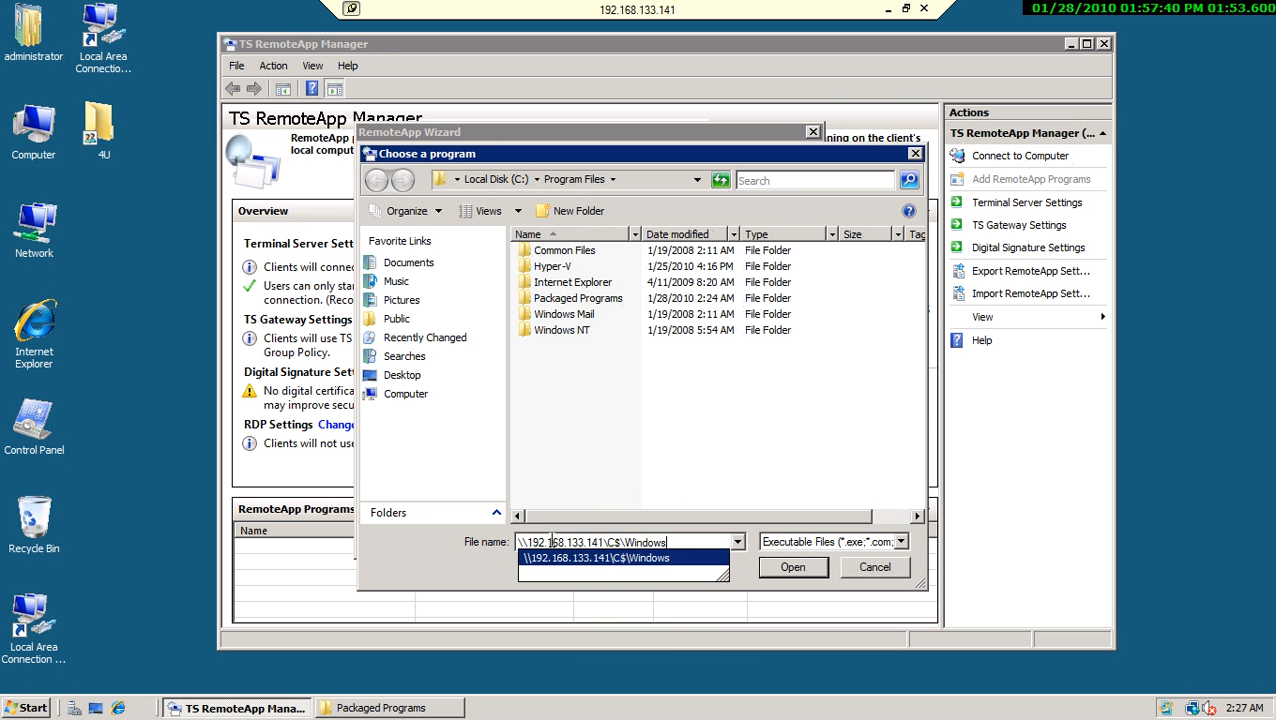 192.168.133.141
01/28/2010 01:57:40 PM 01:53.600
administrator
Local Area
Connectio...
Computer
4U
Network
Internet
Explorer
Control Panel
Recycle Bin
Local Area
Connection ...
TS RemoteApp Manager
File Action View Help
TS RemoteApp Manager
RemoteApp p
local comput
ning on the client's
Overview
Terminal Server Sett
Clients will connec
Users can only star
connection. (Reco
TS Gateway Settings
Clients will use TS
Group Policy.
Digital Signature Set
No digital certifica
may improve secu
RDP Settings Change
Clients will not use
RemoteApp Programs
Name
RemoteApp Wizard
Choose a program
Local Disk (C:) Program Files
Search
Organize Views New Folder
Favorite Links
Documents
Music
Pictures
Public
Recently Changed
Searches
Desktop
Computer
Folders
Name Date modified Type Size Tag
Common Files 1/19/2008 2:11 AM File Folder
Hyper-V 1/25/2010 4:16 PM File Folder
Internet Explorer 4/11/2009 8:20 AM File Folder
Packaged Programs 1/28/2010 2:24 AM File Folder
Windows Mail 1/19/2008 2:11 AM File Folder
Windows NT 1/19/2008 5:54 AM File Folder
File name: \\192.168.133.141\C$\Windows Executable Files (*.exe;*.com;
\\192.168.133.141\C$\Windows
Open Cancel
Actions
TS RemoteApp Manager (...
Connect to Computer
Add RemoteApp Programs
Terminal Server Settings
TS Gateway Settings
Digital Signature Settings
Export RemoteApp Sett...
Import RemoteApp Sett...
View
Help
Start
TS RemoteApp Mana...
Packaged Programs
2:27 AM